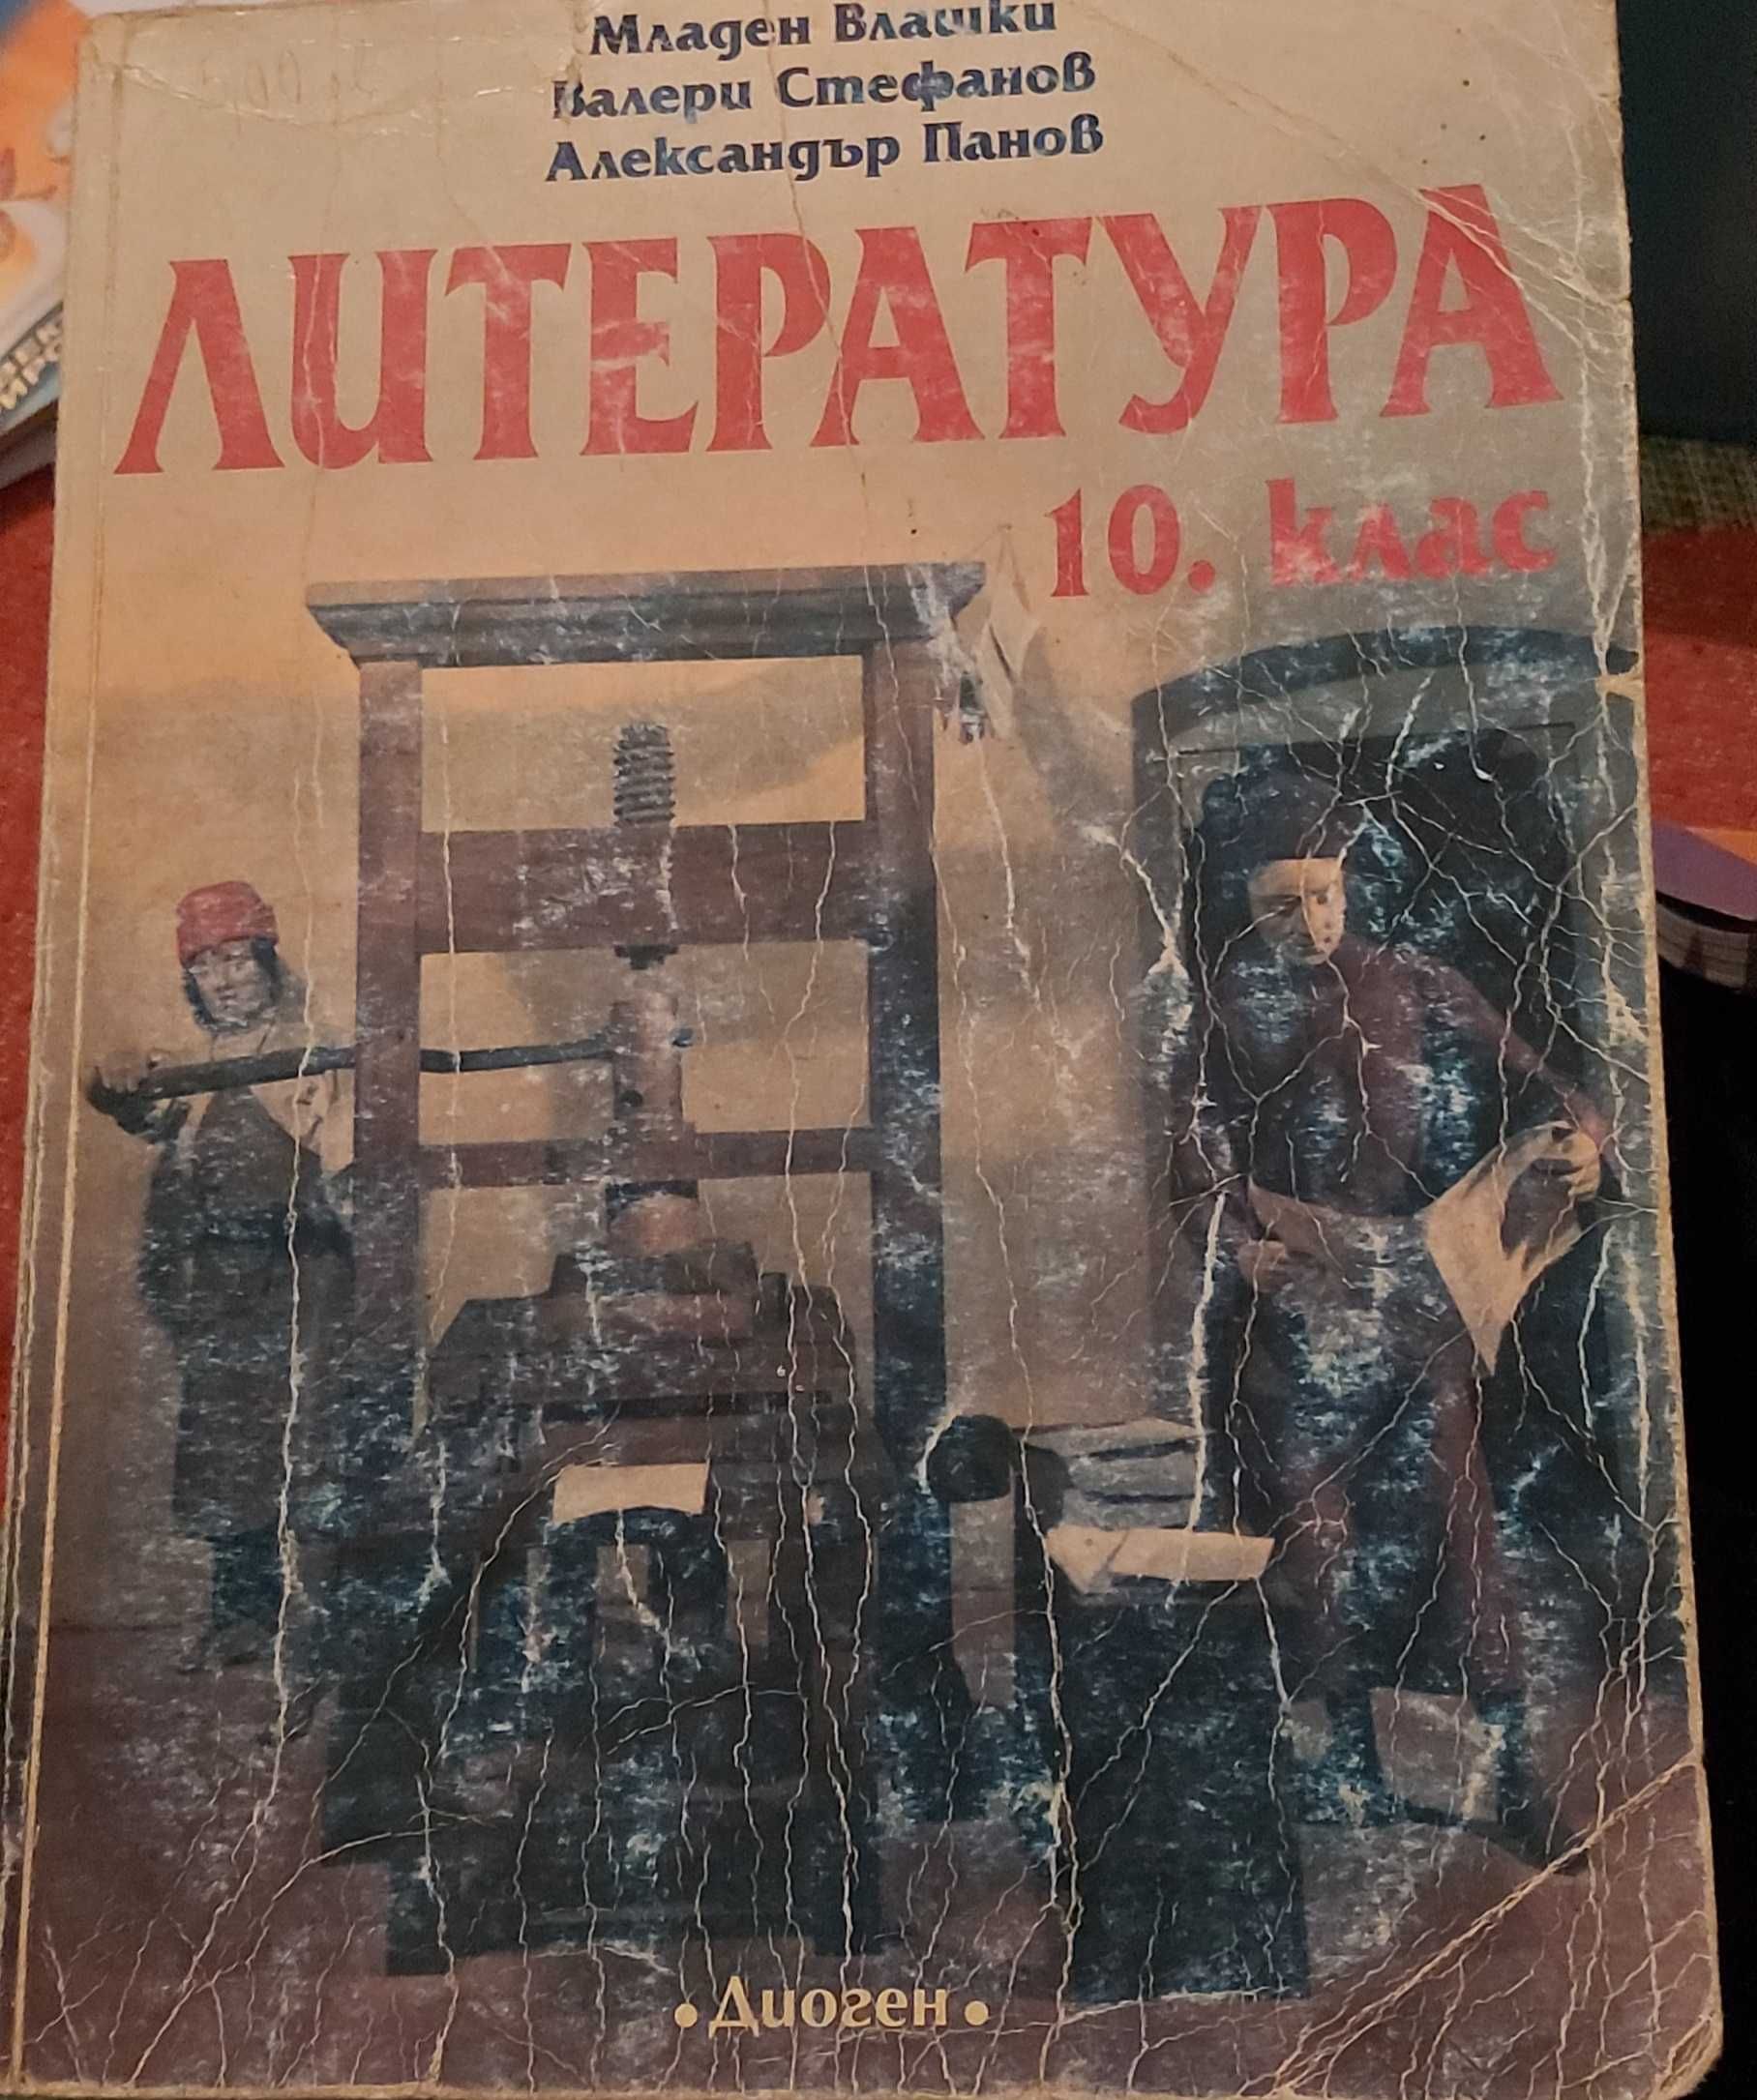 Младен Влашки
Валери Стефанов
Александър Панов
ЛИТЕРАТУРА
10. клас
• Диоген •